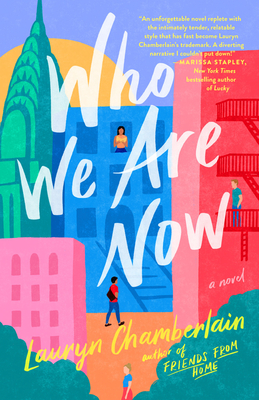 "An unforgettable novel replete with
the intimately tender, relatable
style that has fast become Lauryn
Chamberlain's trademark. A diverting
narrative I couldn't put down!"
—MARISSA STAPLEY,
New York Times
bestselling author
of Lucky
Who
We Are
Now
a novel
Lauryn Chamberlain
author of
FRIENDS FROM
HOME